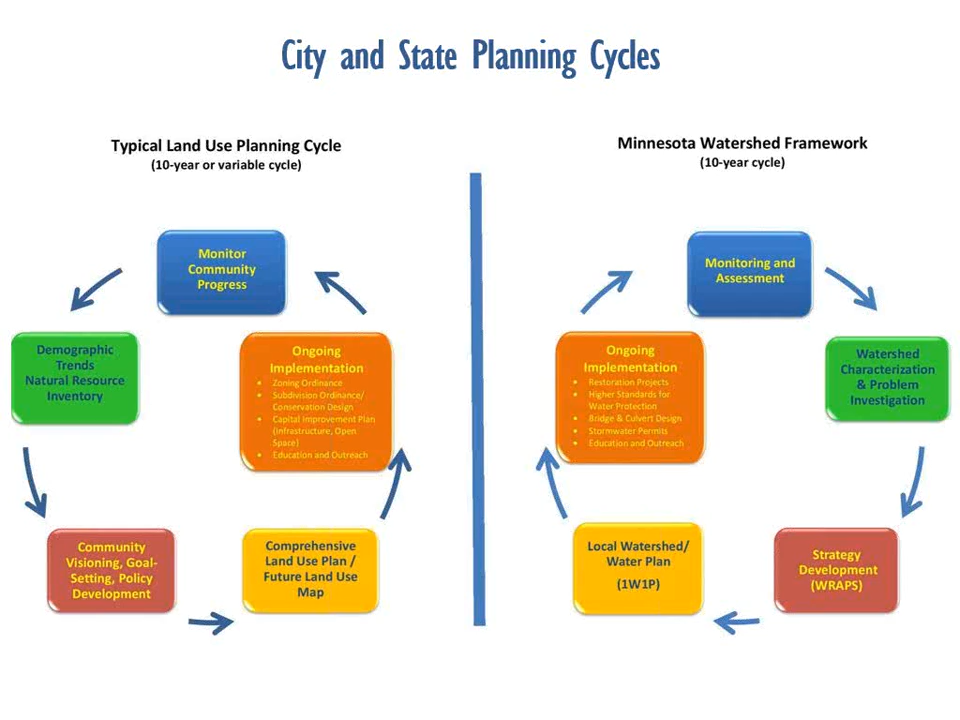 City and State Planning Cycles
Typical Land Use Planning Cycle
(10-year or variable cycle)
Monitor
Community
Progress
Demographic
Trends
Natural Resource
Inventory
Community
Visioning, Goal-
Setting, Policy
Development
Comprehensive
Land Use Plan /
Future Land Use
Map
Ongoing
Implementation
• Zoning Ordinance
• Subdivision Ordinance/
Conservation Design
• Capital Improvement Plan
(Infrastructure, Open
Space)
• Education and Outreach
Minnesota Watershed Framework
(10-year cycle)
Monitoring and
Assessment
Watershed
Characterization
& Problem
Investigation
Strategy
Development
(WRAPS)
Local Watershed/
Water Plan
(1W1P)
Ongoing
Implementation
• Restoration Projects
• Higher Standards for
Water Protection
• Bridge & Culvert Design
• Stormwater Permits
• Education and Outreach